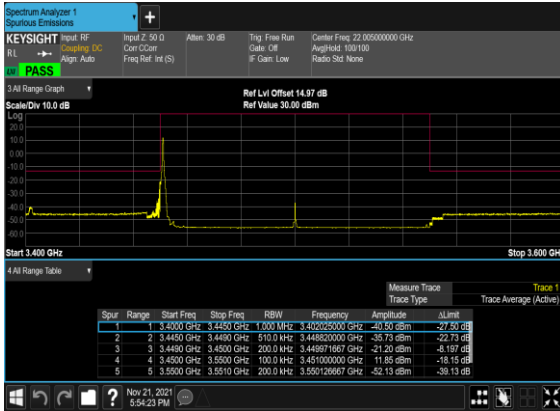 Spectrum Analyzer 1
Spurious Emissions
+
KEYSIGHT Input: RF Input Z: 50 Ω Atten: 30 dB Trig: Free Run Center Freq: 22.005000000 GHz
RL Coupling: DC Corr CCorr Gate: Off Avg|Hold: 100/100
Align: Auto Freq Ref: Int (S) IF Gain: Low Radio Std: None
PASS
3 All Range Graph
Ref Lvl Offset 14.97 dB
Scale/Div 10.0 dB Ref Value 30.00 dBm
Log
20.0
10.0
0.00
-10.0
-20.0
-30.0
-40.0
-50.0
-60.0
Start 3.400 GHz Stop 3.600 GH
4 All Range Table
Measure Trace Trace 1
Trace Type Trace Average (Active)
Spur Range Start Freq Stop Freq RBW Frequency Amplitude ΔLimit
1 1 3.4000 GHz 3.4450 GHz 1.000 MHz 3.402025000 GHz -40.50 dBm -27.50 dB
2 2 3.4450 GHz 3.4490 GHz 510.0 kHz 3.448820000 GHz -35.73 dBm -22.73 dB
3 3 3.4490 GHz 3.4500 GHz 200.0 kHz 3.449971667 GHz -21.20 dBm -8.197 dB
4 4 3.4500 GHz 3.5500 GHz 100.0 kHz 3.451000000 GHz 11.85 dBm -18.15 dB
5 5 3.5500 GHz 3.5510 GHz 200.0 kHz 3.550126667 GHz -52.13 dBm -39.13 dB
? Nov 21, 2021
5:54:23 PM